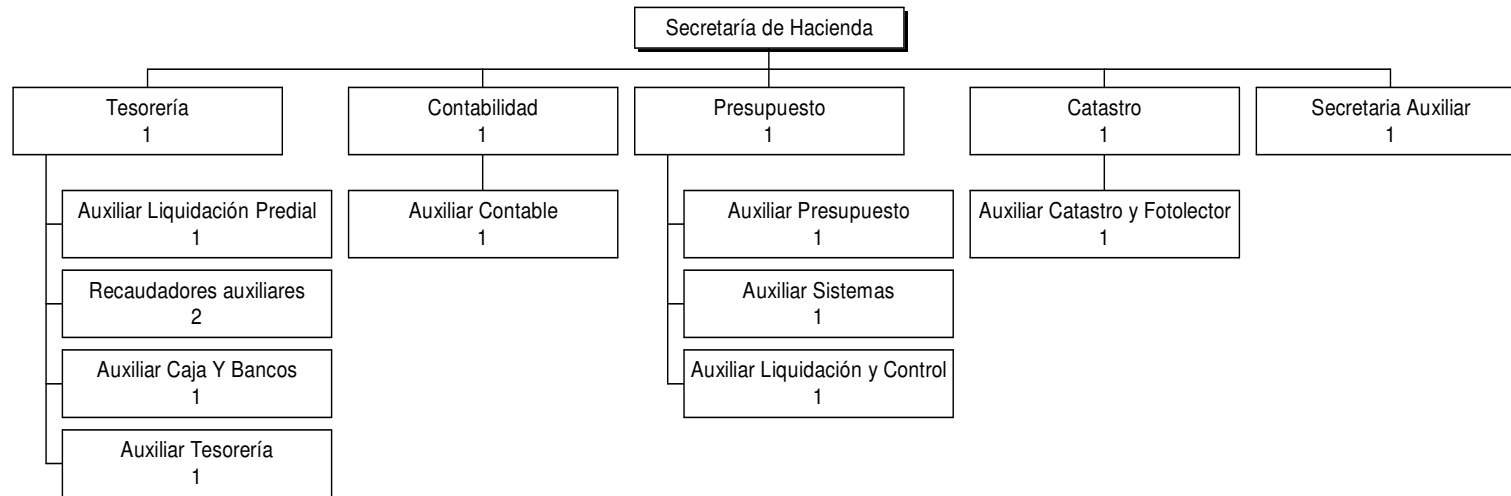 Secretaría de Hacienda
Tesorería
1
Contabilidad
1
Presupuesto
1
Catastro
1
Secretaria Auxiliar
1
Auxiliar Liquidación Predial
1
Recaudadores auxiliares
2
Auxiliar Caja Y Bancos
1
Auxiliar Tesorería
1
Auxiliar Contable
1
Auxiliar Presupuesto
1
Auxiliar Sistemas
1
Auxiliar Liquidación y Control
1
Auxiliar Catastro y Fotolector
1